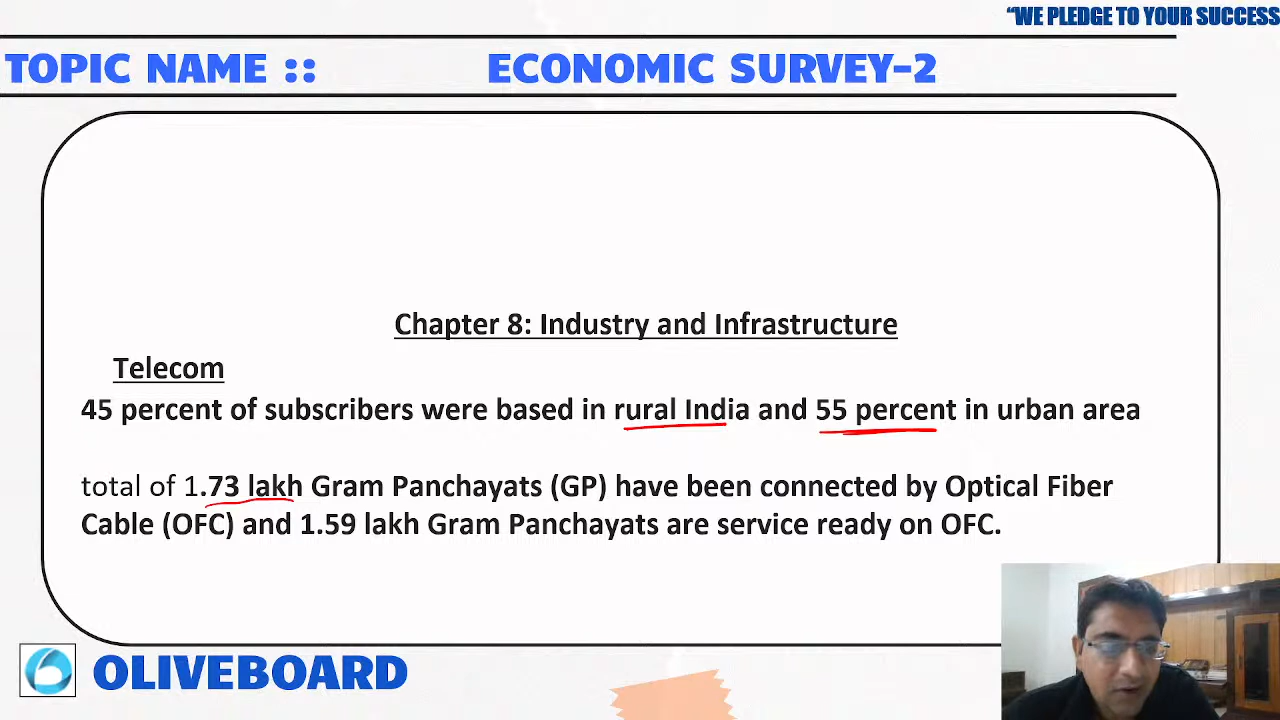 “WE PLEDGE TO YOUR SUCCESS
TOPIC NAME :: ECONOMIC SURVEY-2
Chapter 8: Industry and Infrastructure
Telecom
45 percent of subscribers were based in rural India and 55 percent in urban area
total of 1.73 lakh Gram Panchayats (GP) have been connected by Optical Fiber
Cable (OFC) and 1.59 lakh Gram Panchayats are service ready on OFC.
OLIVEBOARD